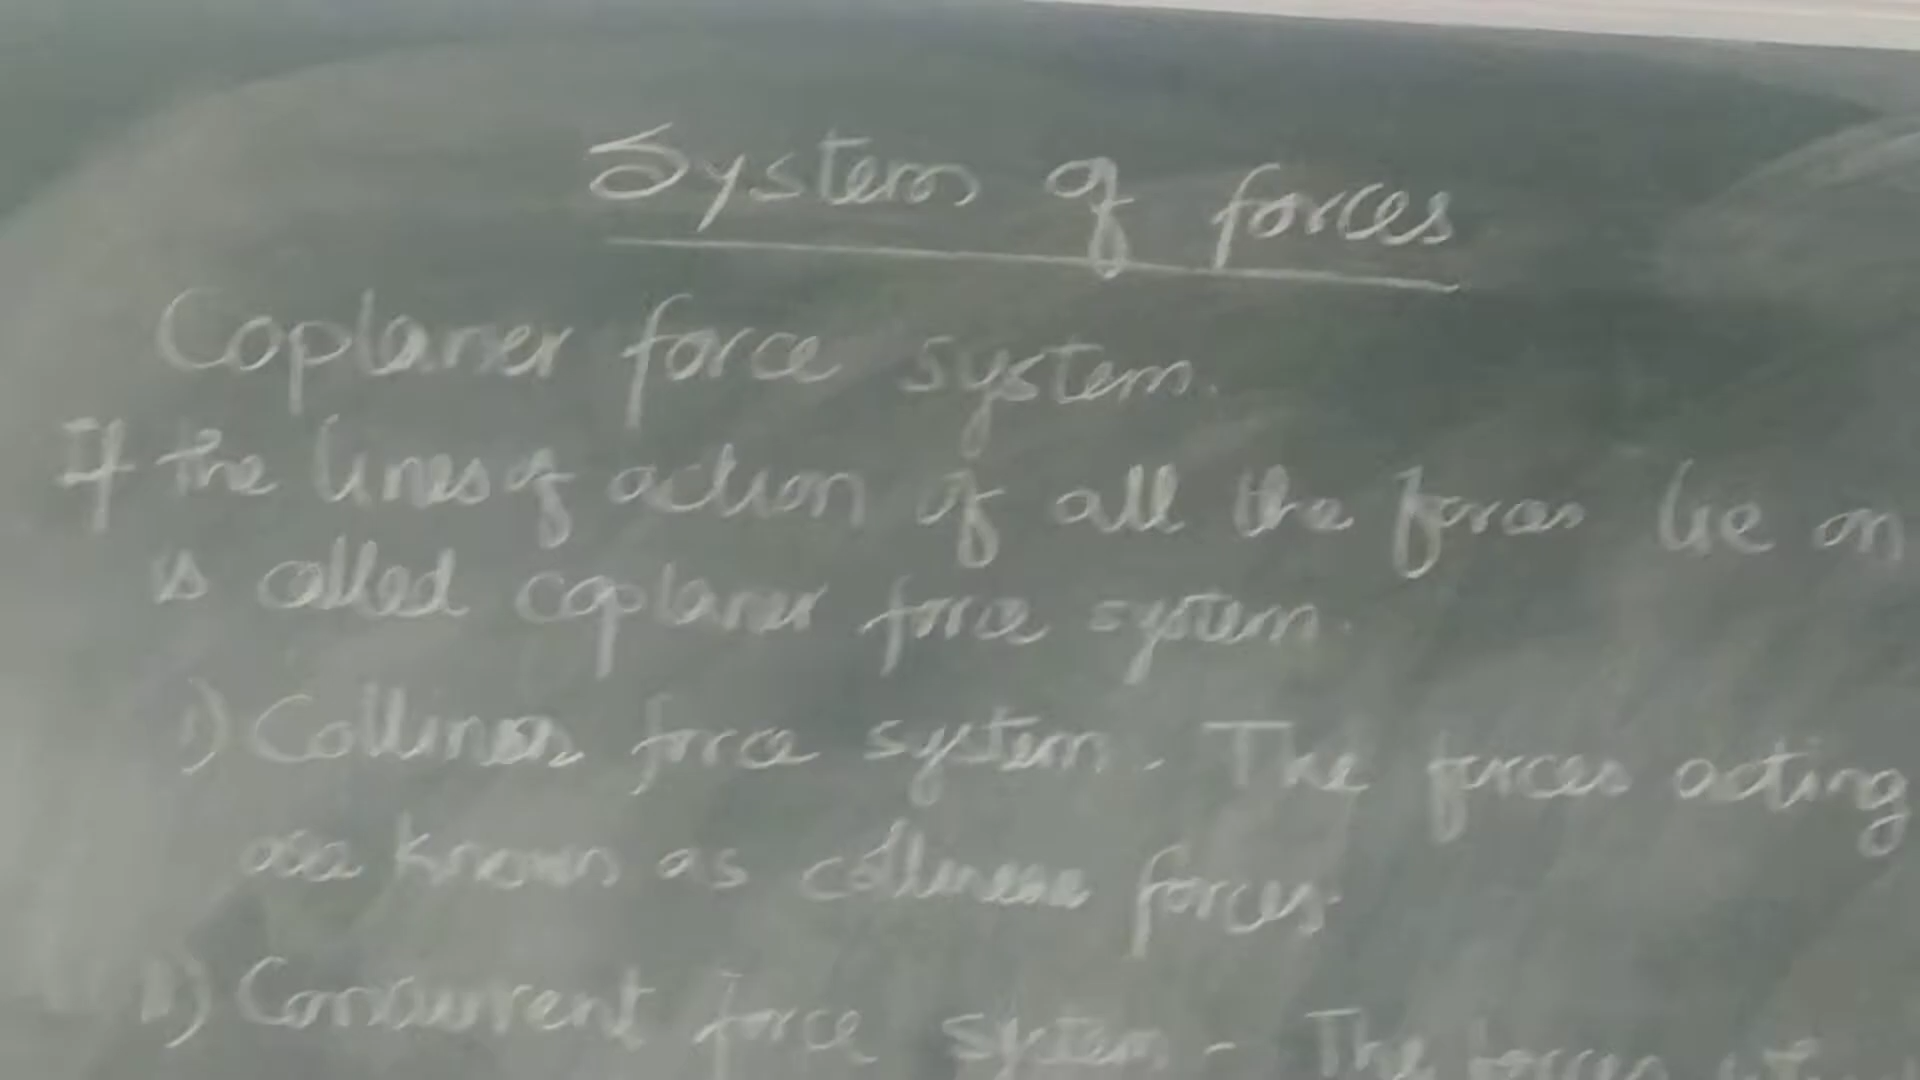 System of forces
Coplaner force system.
If the lines of action of all the forces lie on
is called coplaner force system.
i) Collinear force system. The forces acting
are known as collinear forces.
ii) Concurrent force system - The forces